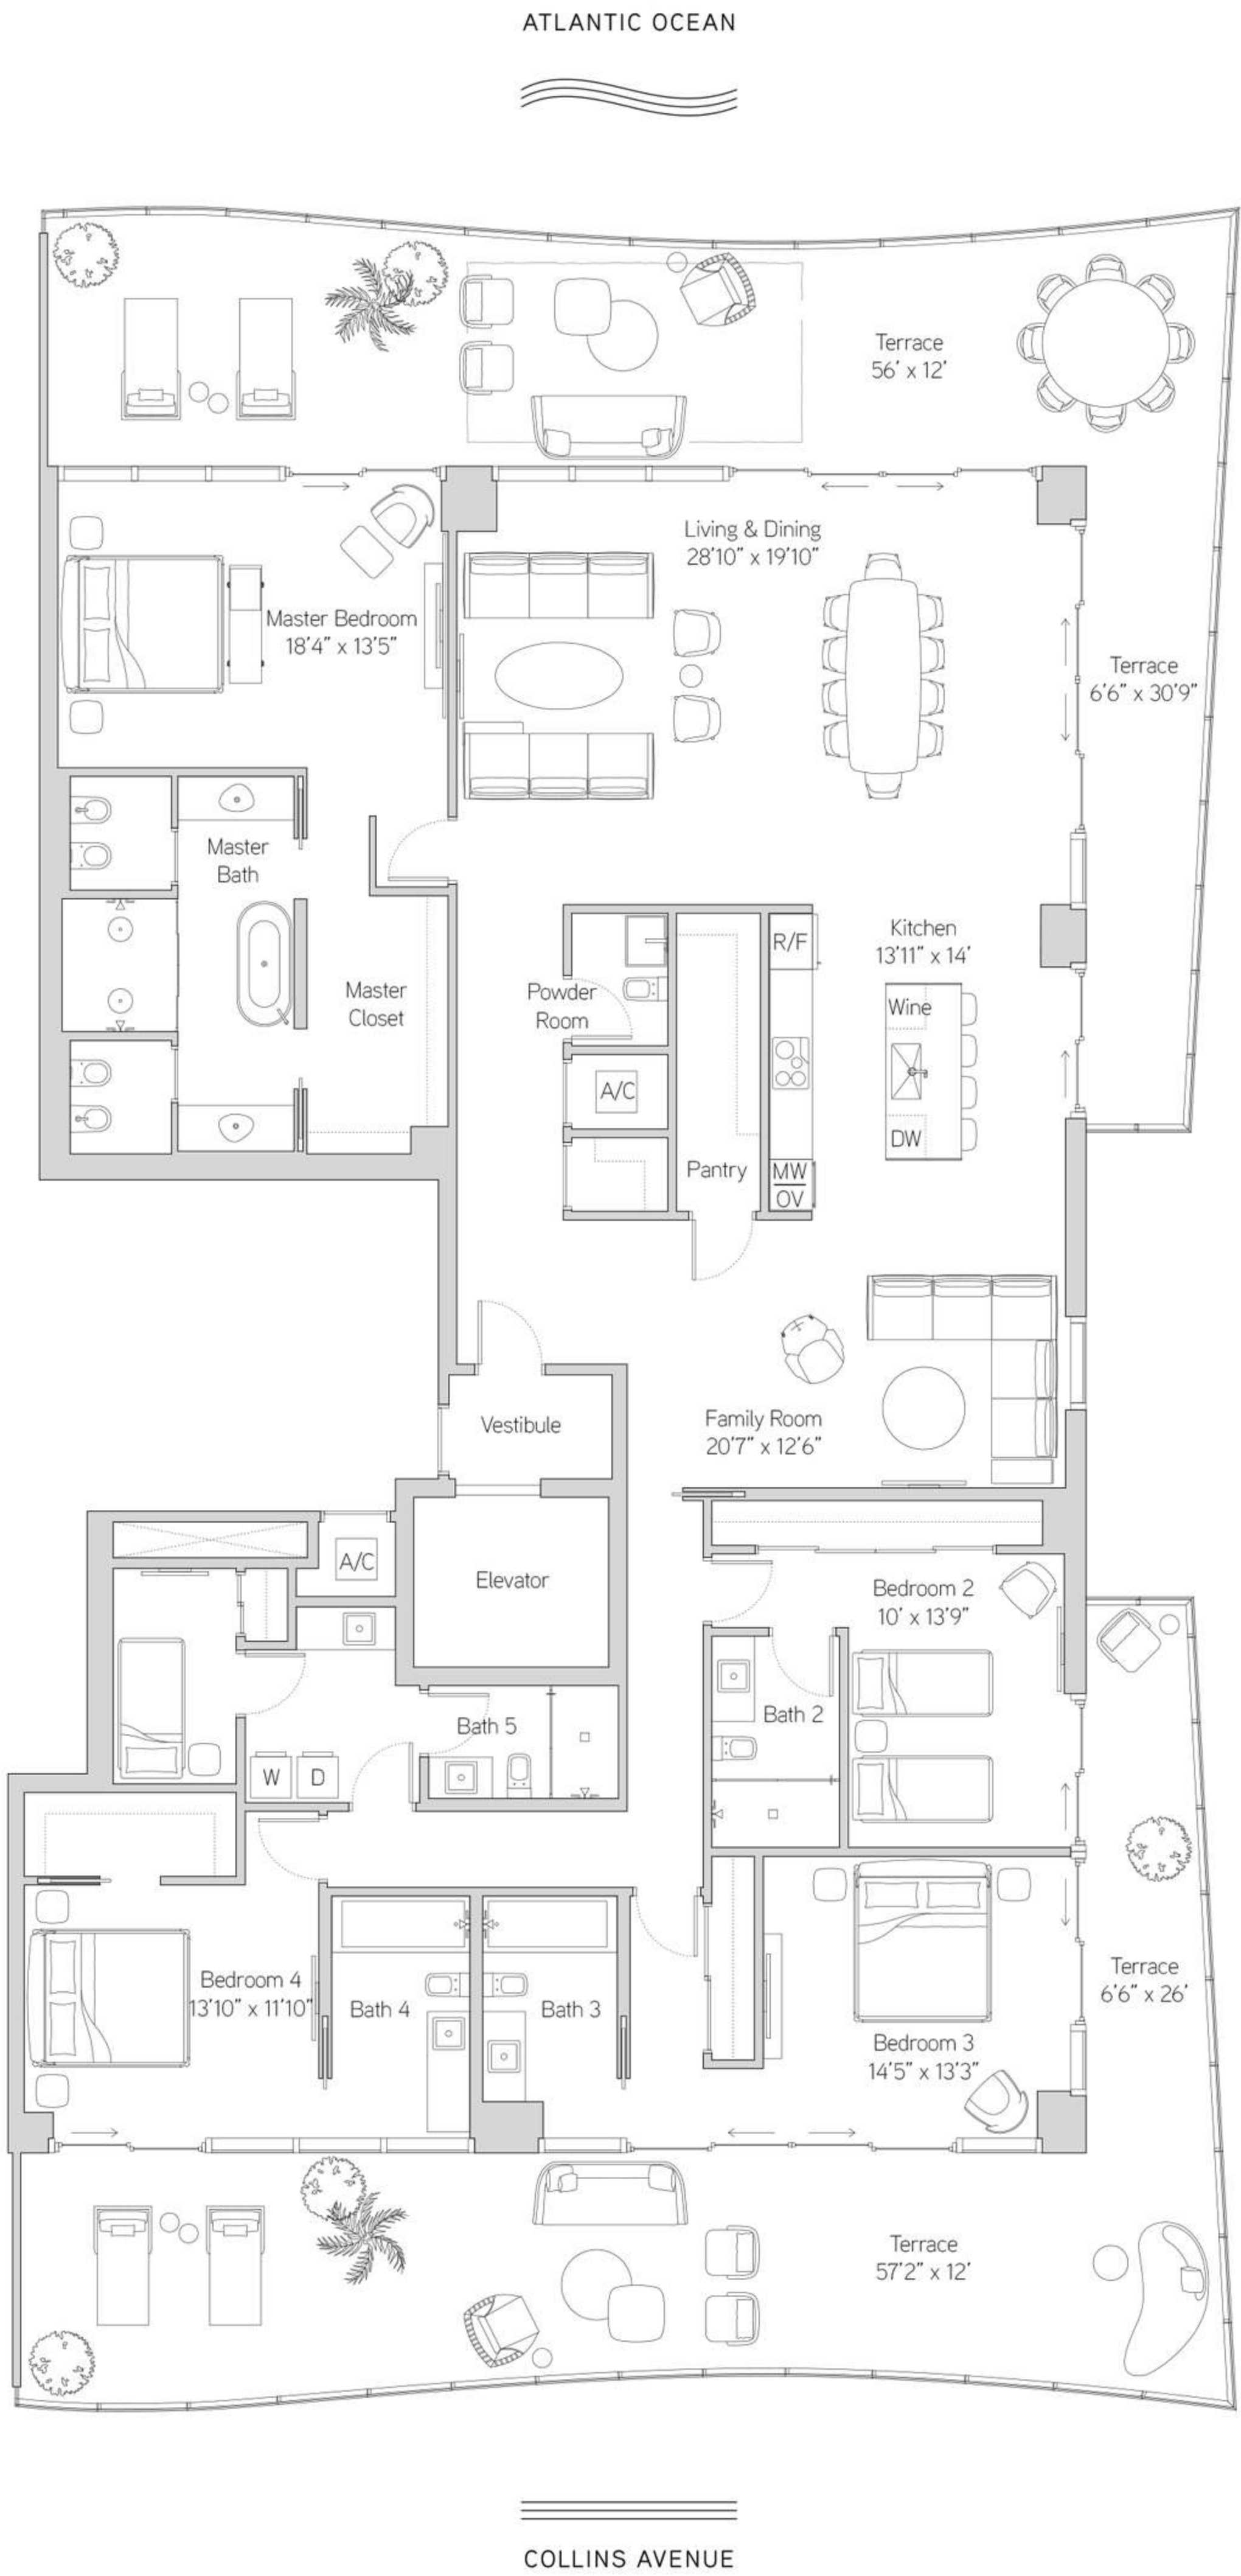 ATLANTIC OCEAN
Terrace
56' x 12'
Living & Dining
28'10" x 19'10"
Master Bedroom
18'4" x 13'5"
Terrace
6'6" x 30'9"
Master
Bath
Kitchen
13'11" x 14'
R/F
Master
Closet
Powder
Room
Wine
A/C
DW
Pantry
MW
OV
Vestibule
Family Room
20'7" x 12'6"
A/C
Elevator
Bedroom 2
10' x 13'9"
Bath 5
Bath 2
W
D
Terrace
6'6" x 26'
Bedroom 4
13'10" x 11'10"
Bath 4
Bath 3
Bedroom 3
14'5" x 13'3"
Terrace
57'2" x 12'
COLLINS AVENUE